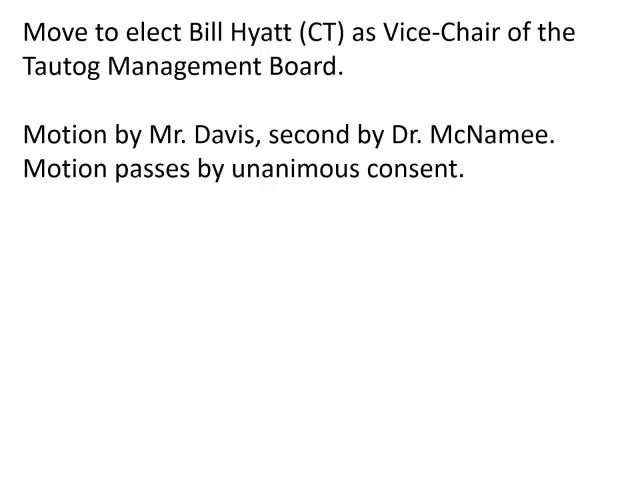 Move to elect Bill Hyatt (CT) as Vice-Chair of the
Tautog Management Board.
Motion by Mr. Davis, second by Dr. McNamee.
Motion passes by unanimous consent.